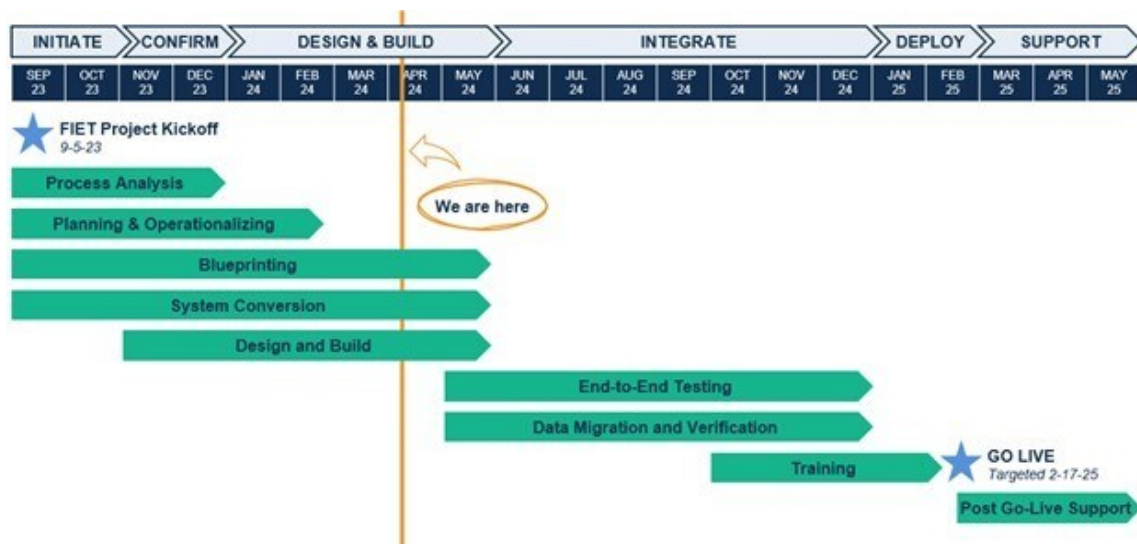 INITIATE CONFIRM DESIGN & BUILD INTEGRATE DEPLOY SUPPORT
SEP OCT NOV DEC JAN FEB MAR APR MAY JUN JUL AUG SEP OCT NOV DEC JAN FEB MAR APR MAY
23 23 23 23 24 24 24 24 24 24 24 24 24 24 24 24 25 25 25 25 25
FIET Project Kickoff
9-5-23
Process Analysis
We are here
Planning & Operationalizing
Blueprinting
System Conversion
Design and Build
End-to-End Testing
Data Migration and Verification
Training
GO LIVE
Targeted 2-17-25
Post Go-Live Support